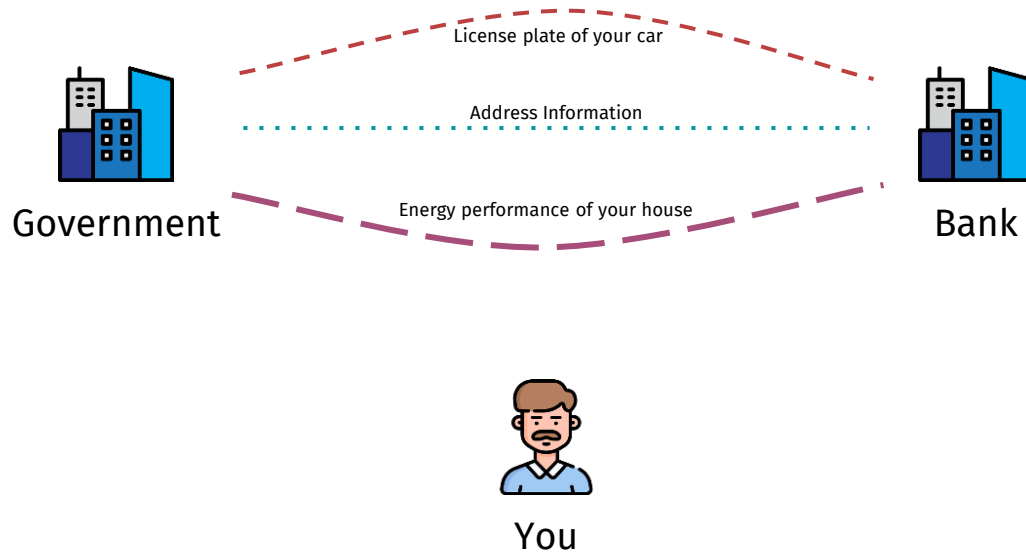 License plate of your car
Address Information
Energy performance of your house
Government
Bank
You